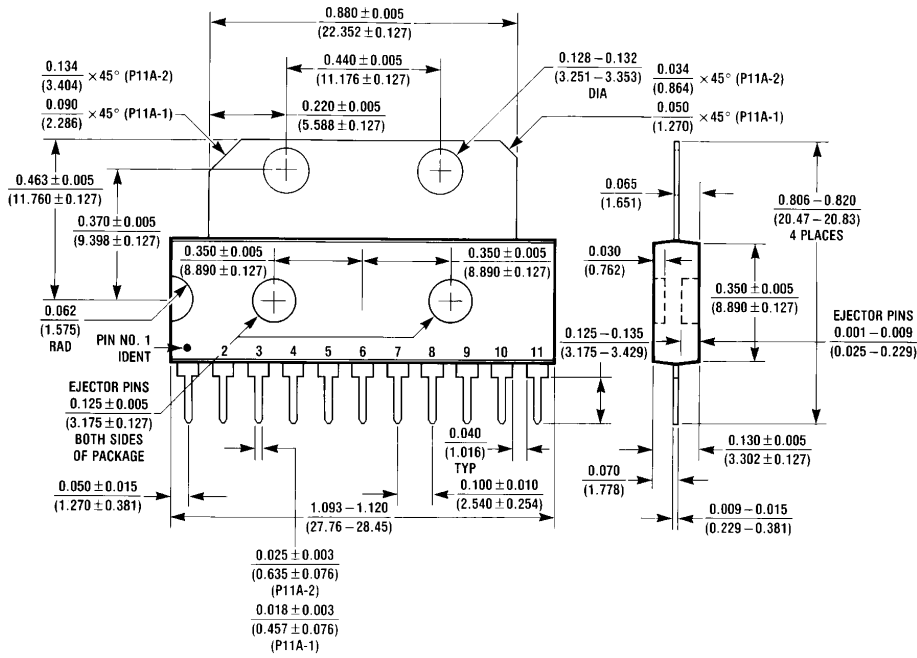 0.880 ± 0.005
(22.352 ± 0.127)
0.440 ± 0.005
(11.176 ± 0.127)
0.220 ± 0.005
(5.588 ± 0.127)
0.134
(3.404) × 45° (P11A-2)
0.090
(2.286) × 45° (P11A-1)
0.128 – 0.132
(3.251 – 3.353)
DIA
0.034
(0.864) × 45° (P11A-2)
0.050
(1.270) × 45° (P11A-1)
0.463 ± 0.005
(11.760 ± 0.127)
0.370 ± 0.005
(9.398 ± 0.127)
0.065
(1.651)
0.806 – 0.820
(20.47 – 20.83)
4 PLACES
0.350 ± 0.005
(8.890 ± 0.127)
0.350 ± 0.005
(8.890 ± 0.127)
0.030
(0.762)
0.350 ± 0.005
(8.890 ± 0.127)
0.062
(1.575)
RAD
PIN NO. 1
IDENT
2 3 4 5 6 7 8 9 10 11
0.125 – 0.135
(3.175 – 3.429)
EJECTOR PINS
0.001 – 0.009
(0.025 – 0.229)
EJECTOR PINS
0.125 ± 0.005
(3.175 ± 0.127)
BOTH SIDES
OF PACKAGE
0.040
(1.016)
TYP
0.130 ± 0.005
(3.302 ± 0.127)
0.070
(1.778)
0.050 ± 0.015
(1.270 ± 0.381)
1.093 – 1.120
(27.76 – 28.45)
0.100 ± 0.010
(2.540 ± 0.254)
0.009 – 0.015
(0.229 – 0.381)
0.025 ± 0.003
(0.635 ± 0.076)
(P11A-2)
0.018 ± 0.003
(0.457 ± 0.076)
(P11A-1)